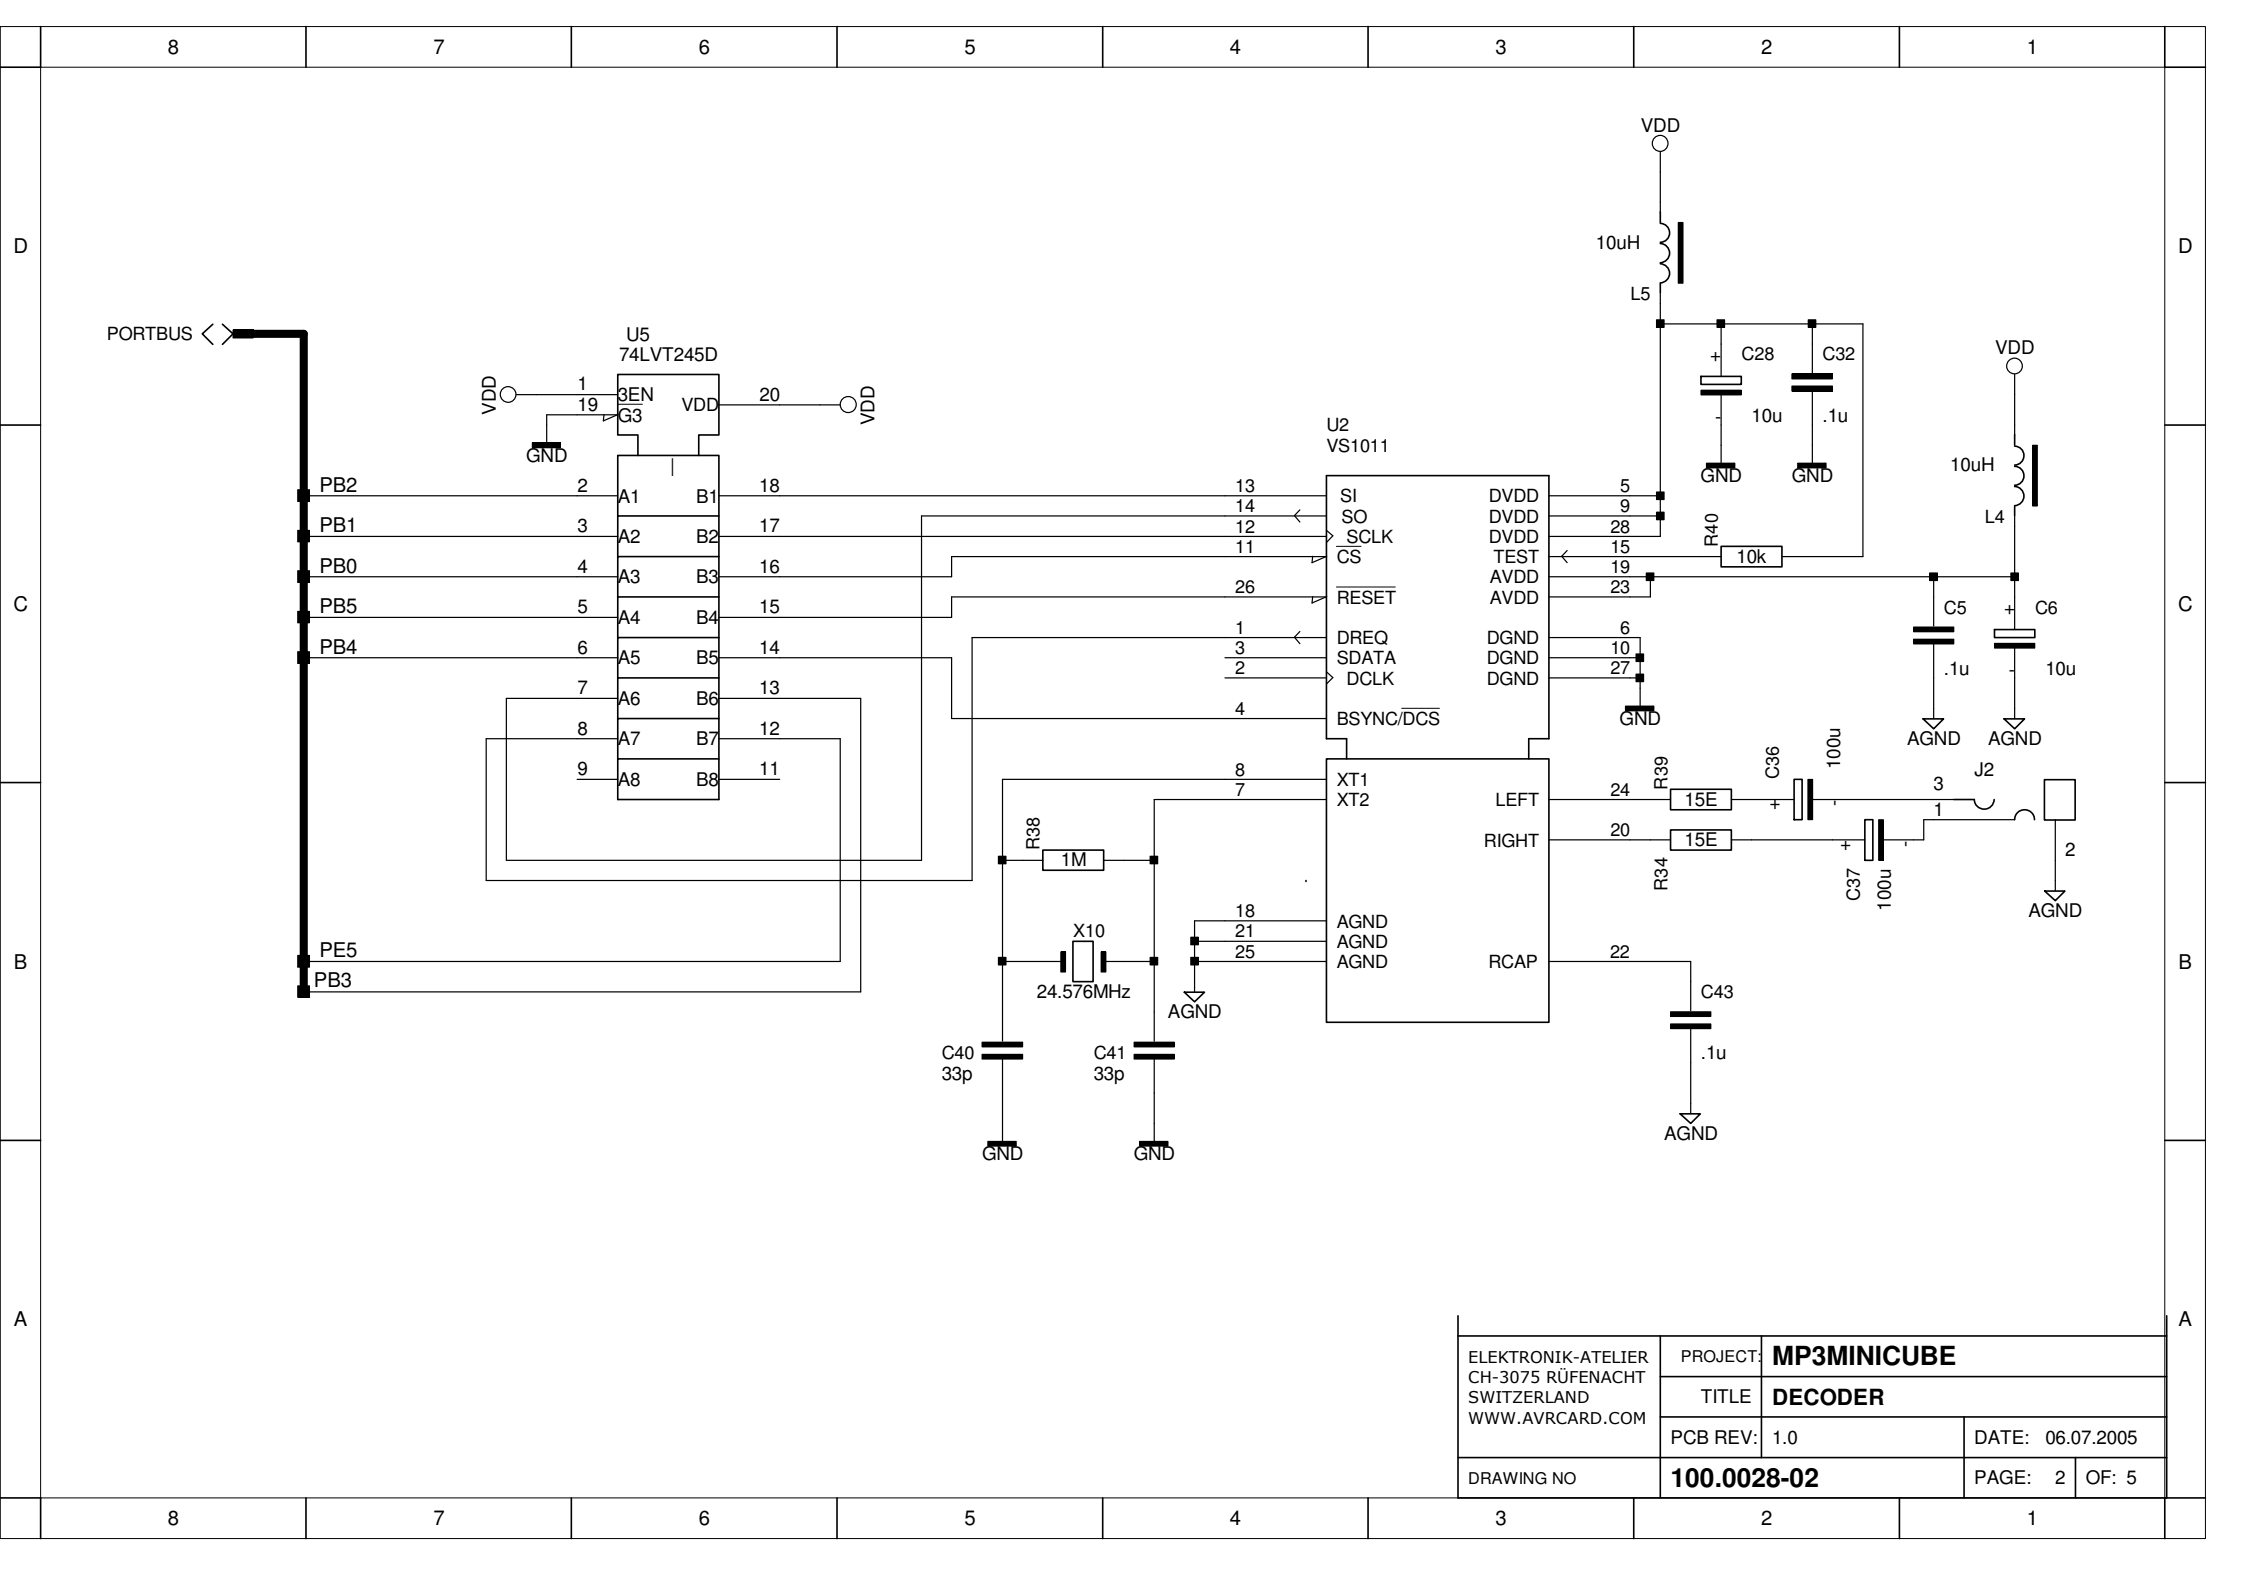 8 7 6 5 4 3 2 1
D
C
B
A
D
C
B
A
PORTBUS
PB2
PB1
PB0
PB5
PB4
PE5
PB3
U5
74LVT245D
VDD
1
3EN
19
G3
GND
VDD
20
VDD
2 A1 B1 18
3 A2 B2 17
4 A3 B3 16
5 A4 B4 15
6 A5 B5 14
7 A6 B6 13
8 A7 B7 12
9 A8 B8 11
U2
VS1011
13 SI
14 SO
12 SCLK
11 CS
26 RESET
1 DREQ
3 SDATA
2 DCLK
4 BSYNC/DCS
8 XT1
7 XT2
18 AGND
21 AGND
25 AGND
AGND
DVDD 5
DVDD 9
DVDD 28
TEST 15
AVDD 19
AVDD 23
DGND 6
DGND 10
DGND 27
GND
LEFT 24
RIGHT 20
RCAP 22
VDD
10uH
L5
+ C28
- 10u
GND
C32
.1u
GND
R40
10k
VDD
10uH
L4
C5
.1u
AGND
+ C6
- 10u
AGND
R39
15E
C36
100u
+ -
R34
15E
C37
100u
+ -
J2
3
1
2
AGND
C43
.1u
AGND
R38
1M
X10
24.576MHz
C40
33p
GND
C41
33p
GND
ELEKTRONIK-ATELIER
CH-3075 RÜFENACHT
SWITZERLAND
WWW.AVRCARD.COM
PROJECT: MP3MINICUBE
TITLE DECODER
PCB REV: 1.0
DATE: 06.07.2005
DRAWING NO
100.0028-02
PAGE: 2 OF: 5
8 7 6 5 4 3 2 1